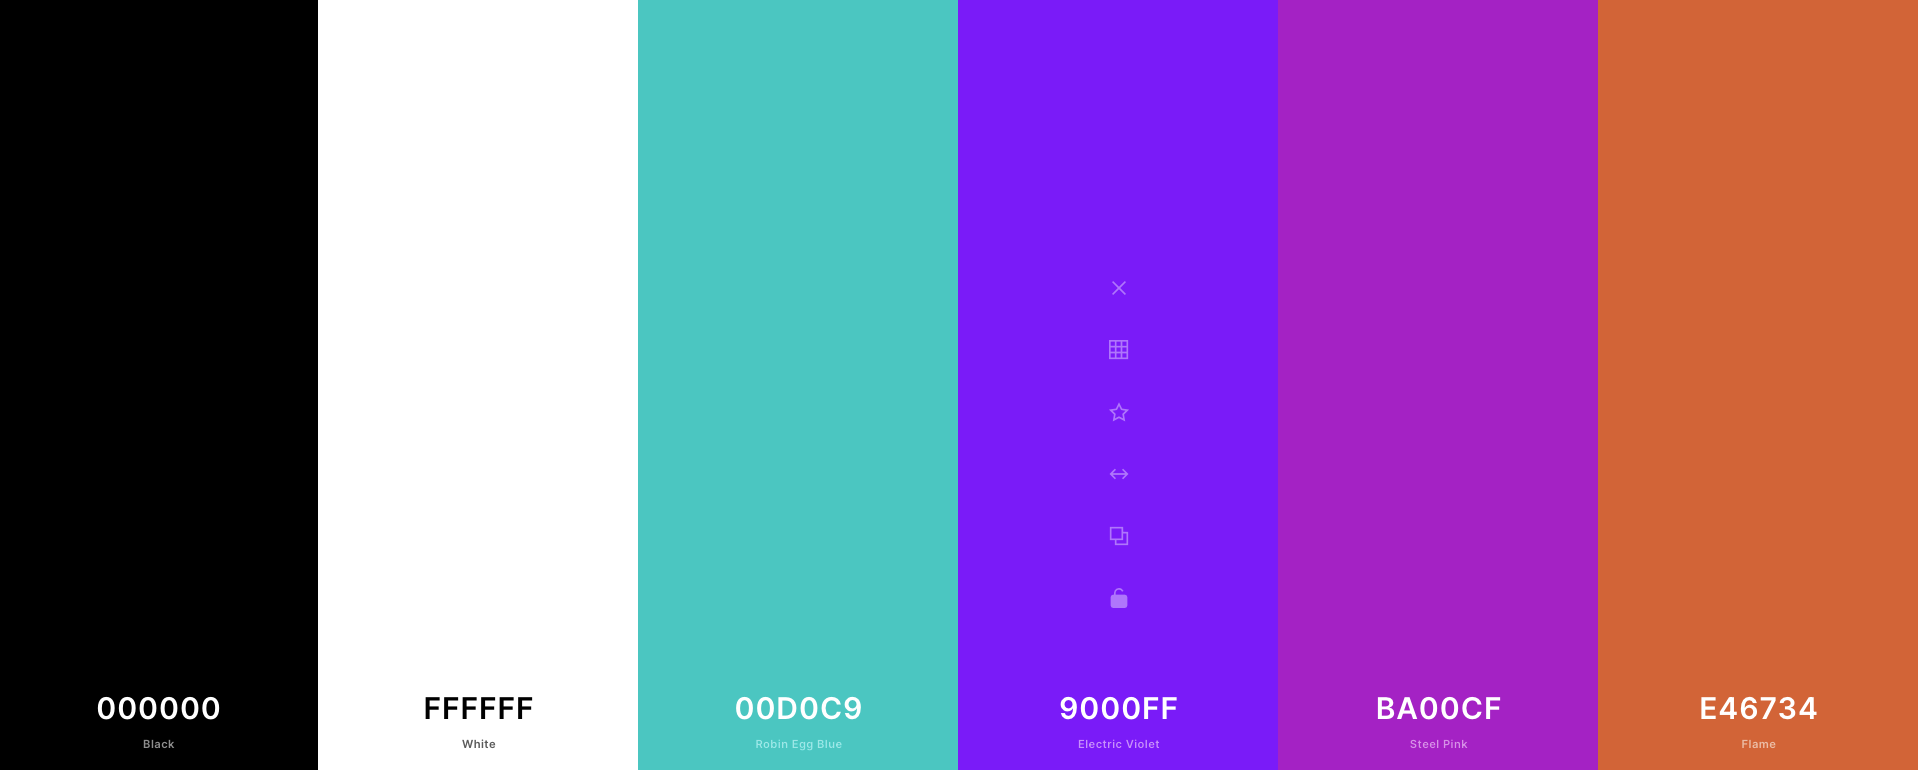 000000
Black
FFFFFF
White
00D0C9
Robin Egg Blue
9000FF
Electric Violet
BA00CF
Steel Pink
E46734
Flame